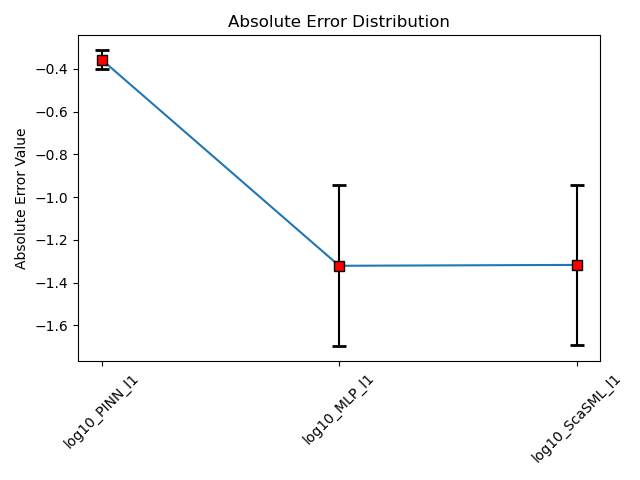 Absolute Error Distribution
Absolute Error Value
−0.4
−0.6
−0.8
−1.0
−1.2
−1.4
−1.6
log10_PINN_l1
log10_MLP_l1
log10_ScaSML_l1